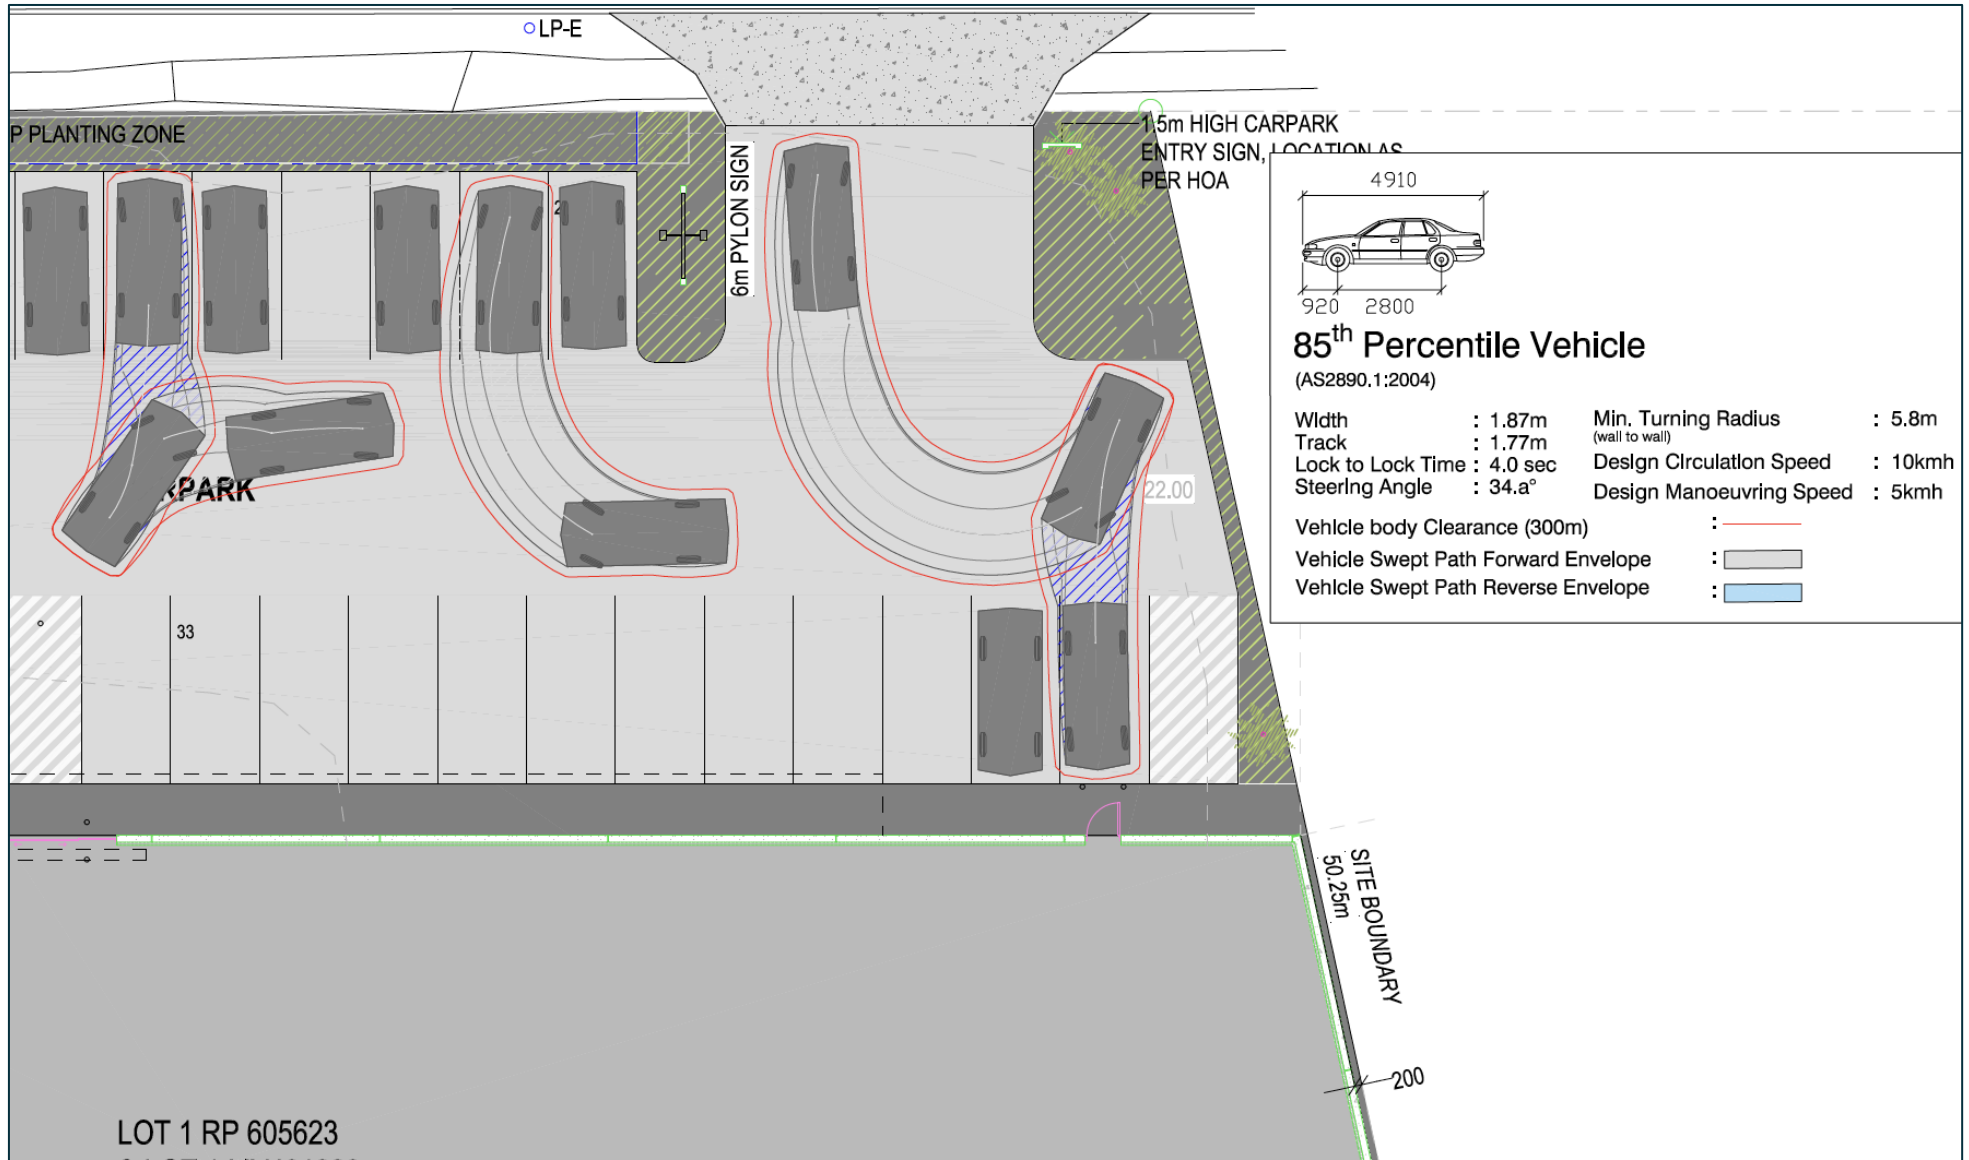 LP-E
P PLANTING ZONE
6m PYLON SIGN
1.5m HIGH CARPARK
ENTRY SIGN, LOCATION AS
PER HOA
4910
920 2800
85th Percentile Vehicle
(AS2890.1:2004)
Width : 1.87m
Track : 1.77m
Lock to Lock Time : 4.0 sec
Steering Angle : 34.a°
Min. Turning Radius : 5.8m
(wall to wall)
Design Circulation Speed : 10kmh
Design Manoeuvring Speed : 5kmh
Vehicle body Clearance (300m) :
Vehicle Swept Path Forward Envelope :
Vehicle Swept Path Reverse Envelope :
2
RPARK
22.00
33
SITE BOUNDARY
50.25m
200
LOT 1 RP 605623